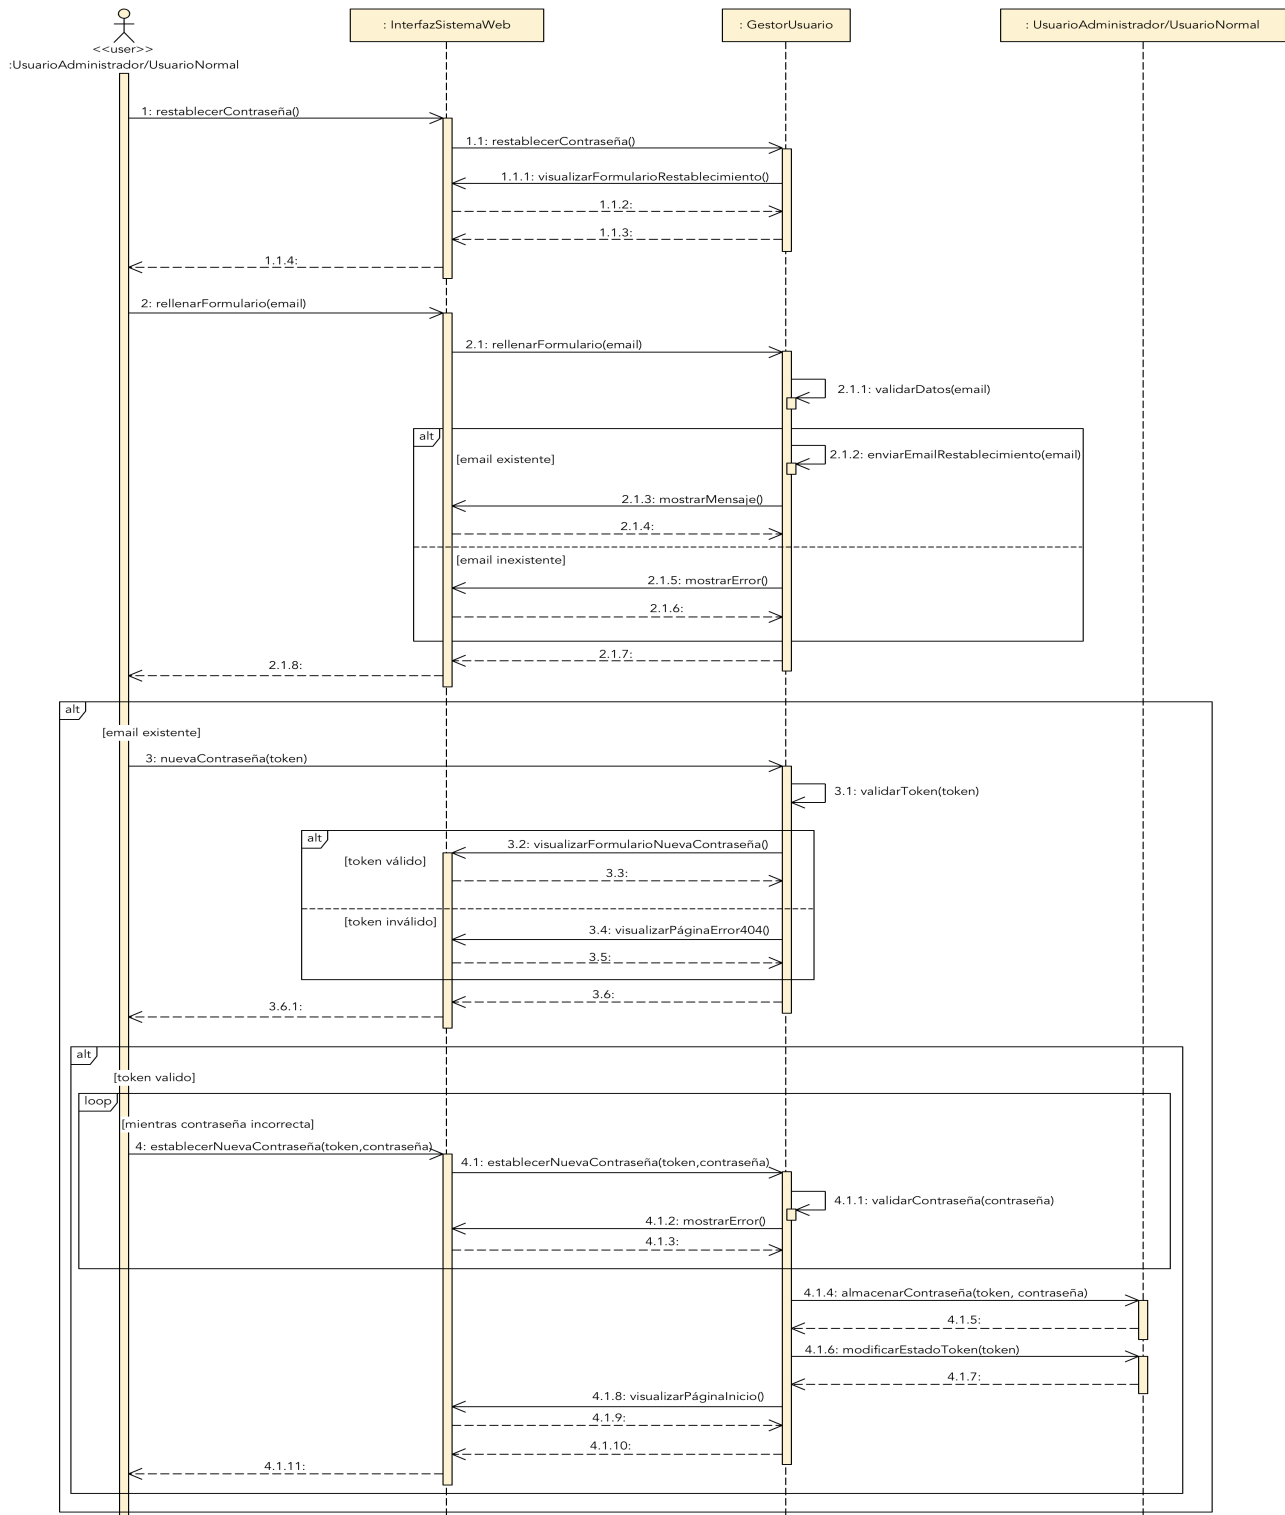 : InterfazSistemaWeb
: GestorUsuario
: UsuarioAdministrador/UsuarioNormal
<<user>>
:UsuarioAdministrador/UsuarioNormal
1: restablecerContraseña()
1.1: restablecerContraseña()
1.1.1: visualizarFormularioRestablecimiento()
1.1.2:
1.1.3:
1.1.4:
2: rellenarFormulario(email)
2.1: rellenarFormulario(email)
2.1.1: validarDatos(email)
alt
[email existente]
2.1.2: enviarEmailRestablecimiento(email)
2.1.3: mostrarMensaje()
2.1.4:
[email inexistente]
2.1.5: mostrarError()
2.1.6:
2.1.7:
2.1.8:
alt
[email existente]
3: nuevaContraseña(token)
3.1: validarToken(token)
alt
3.2: visualizarFormularioNuevaContraseña()
[token válido]
3.3:
[token inválido]
3.4: visualizarPáginaError404()
3.5:
3.6:
3.6.1:
alt
[token valido]
loop
[mientras contraseña incorrecta]
4: establecerNuevaContraseña(token,contraseña)
4.1: establecerNuevaContraseña(token,contraseña)
4.1.1: validarContraseña(contraseña)
4.1.2: mostrarError()
4.1.3:
4.1.4: almacenarContraseña(token, contraseña)
4.1.5:
4.1.6: modificarEstadoToken(token)
4.1.7:
4.1.8: visualizarPáginaInicio()
4.1.9:
4.1.10:
4.1.11: